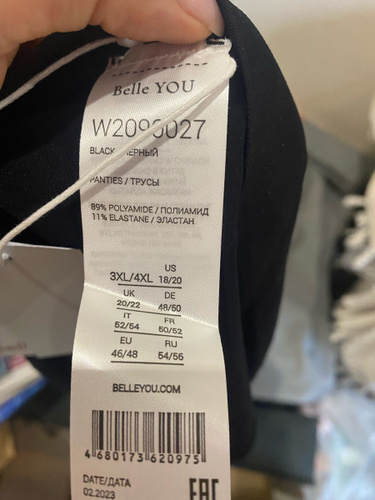 Belle YOU
W2090027
BLACK
PANTIES / ТРУСЫ
89% POLYAMIDE / ПОЛИАМИД
11% ELASTANE / ЭЛАСТАН
3XL/4XL US 18/20
UK 20/22 DE 48/50
IT 52/54 FR 50/52
EU 46/48 RU 54/56
BELLEYOU.COM
4 680173 620975
DATE/ДАТА
02.2023
EAC